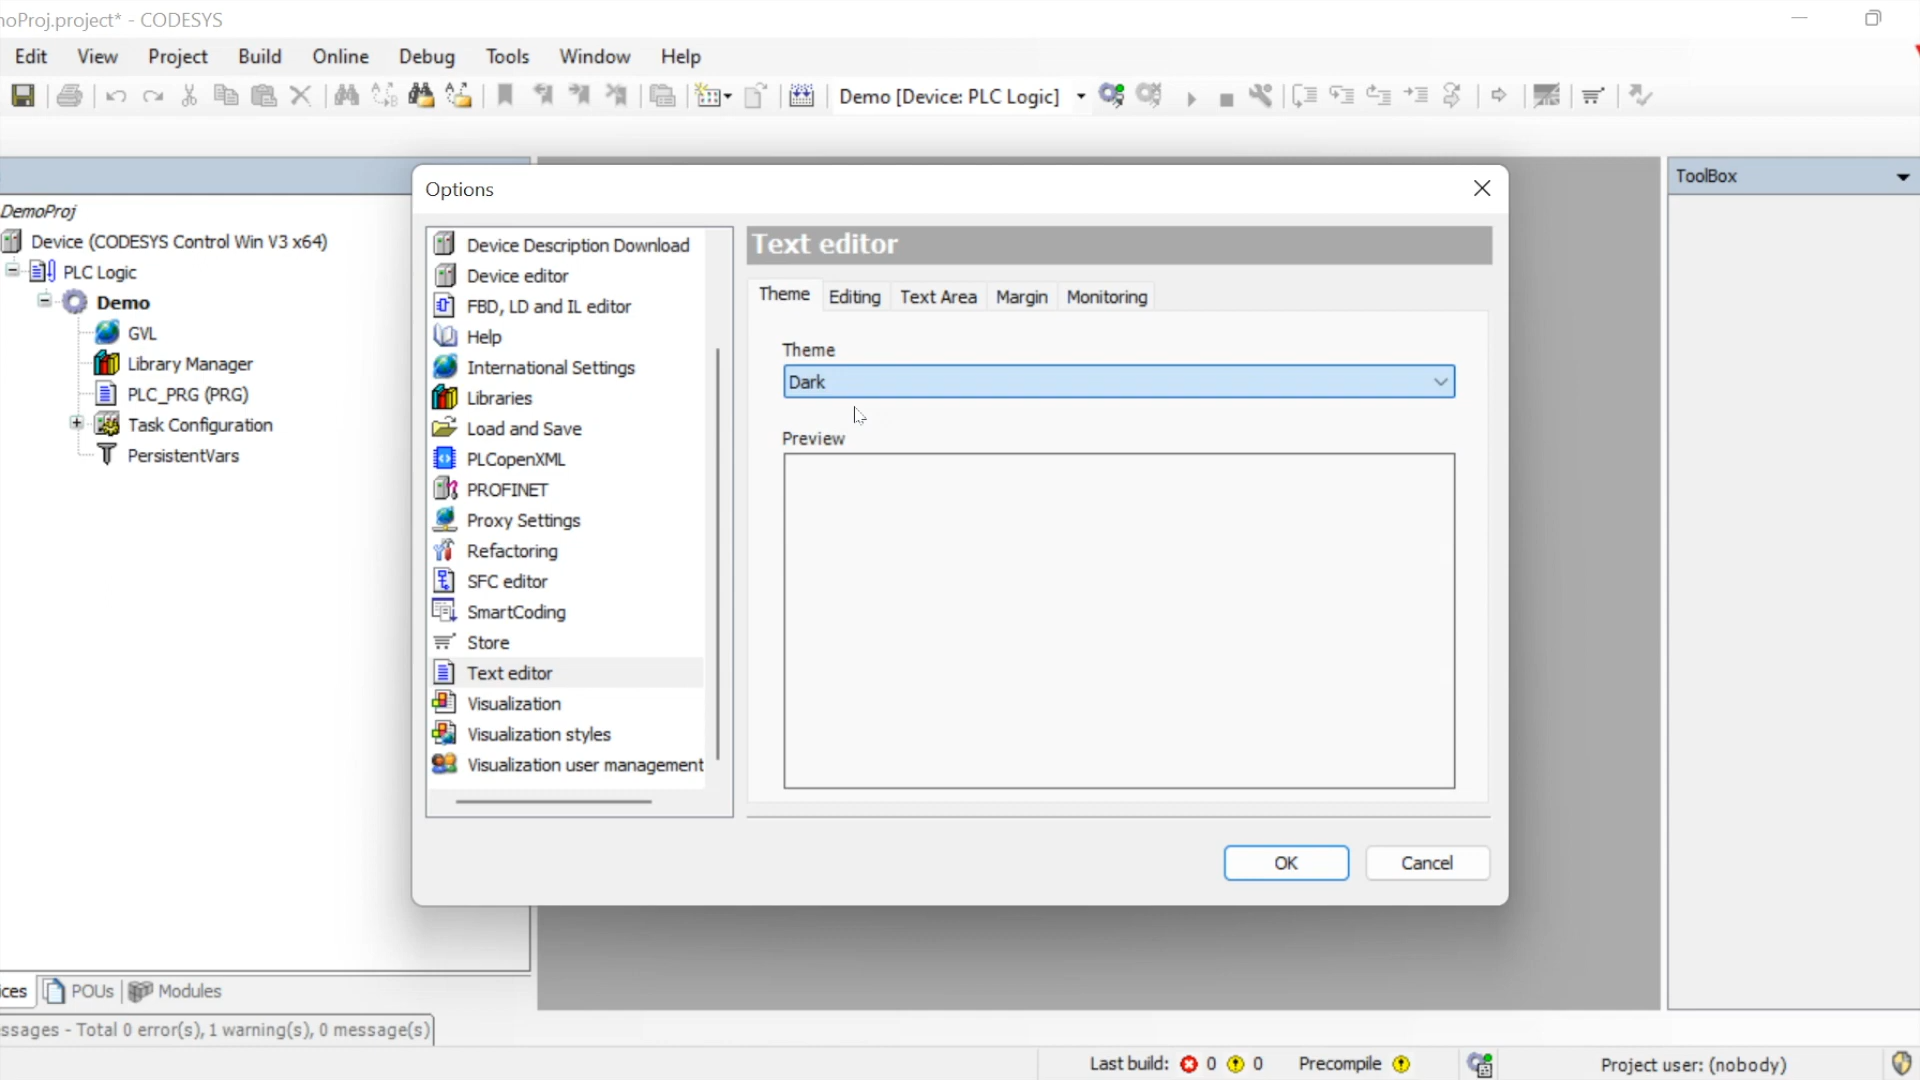 oProj.project* - CODESYS
Edit View Project Build Online Debug Tools Window Help
Demo [Device: PLC Logic]
DemoProj
Device (CODESYS Control Win V3 x64)
PLC Logic
Demo
GVL
Library Manager
PLC_PRG (PRG)
Task Configuration
PersistentVars
ices POUs Modules
ssages - Total 0 error(s), 1 warning(s), 0 message(s)
Options
Device Description Download
Device editor
FBD, LD and IL editor
Help
International Settings
Libraries
Load and Save
PLCopenXML
PROFINET
Proxy Settings
Refactoring
SFC editor
SmartCoding
Store
Text editor
Visualization
Visualization styles
Visualization user management
Text editor
Theme Editing Text Area Margin Monitoring
Theme
Dark
Preview
OK Cancel
ToolBox
Last build: 0 0 Precompile Project user: (nobody)